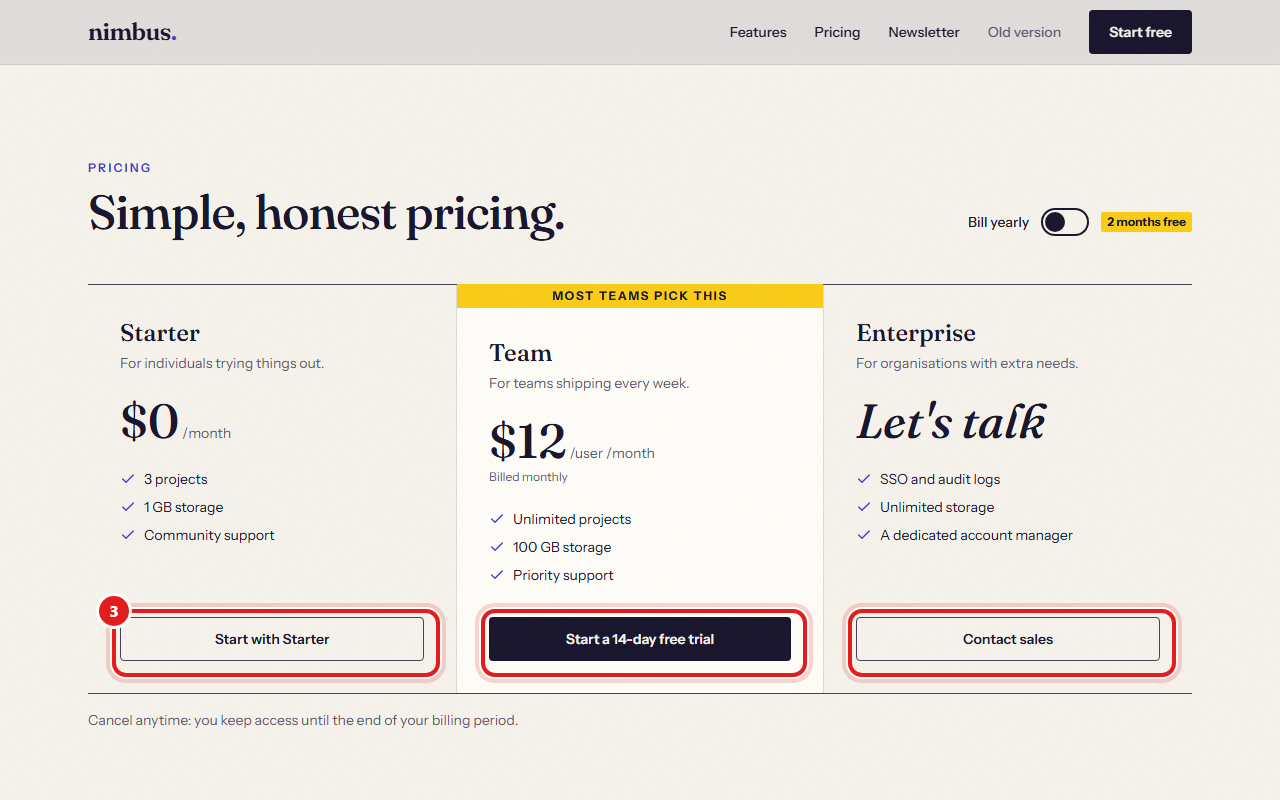 nimbus.
Features
Pricing
Newsletter
Old version
Start free
PRICING
Simple, honest pricing.
Bill yearly
2 months free
Starter
For individuals trying things out.
$0 /month
3 projects
1 GB storage
Community support
3
Start with Starter
MOST TEAMS PICK THIS
Team
For teams shipping every week.
$12 /user /month
Billed monthly
Unlimited projects
100 GB storage
Priority support
Start a 14-day free trial
Enterprise
For organisations with extra needs.
Let's talk
SSO and audit logs
Unlimited storage
A dedicated account manager
Contact sales
Cancel anytime: you keep access until the end of your billing period.